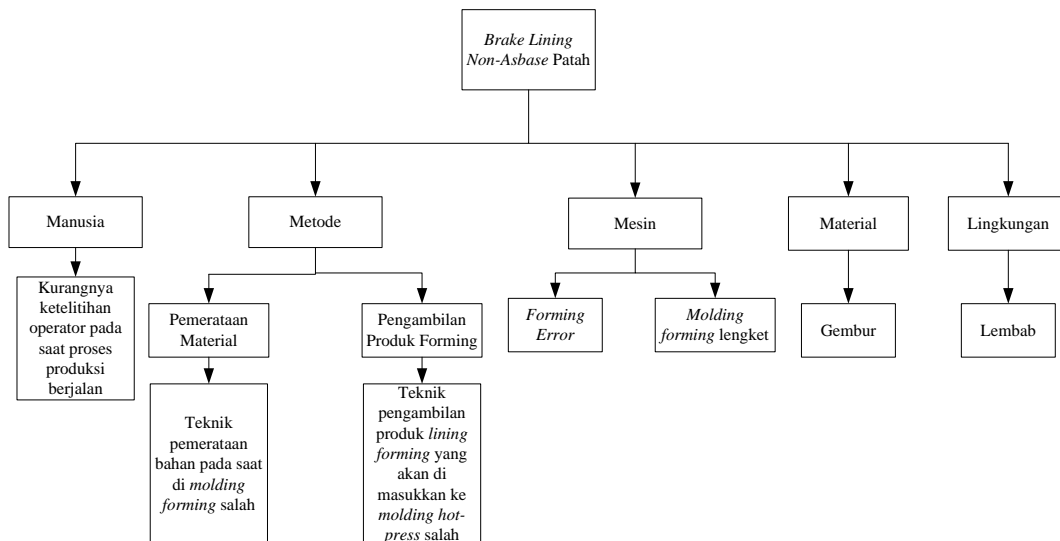 Brake Lining
Non-Asbase Patah
Manusia
Metode
Mesin
Material
Lingkungan
Kurangnya
ketelitihan
operator pada
saat proses
produksi
berjalan
Pemerataan
Material
Pengambilan
Produk Forming
Forming
Error
Molding
forming lengket
Gembur
Lembab
Teknik
pemerataan
bahan pada saat
di molding
forming salah
Teknik
pengambilan
produk lining
forming yang
akan di
masukkan ke
molding hot-
press salah